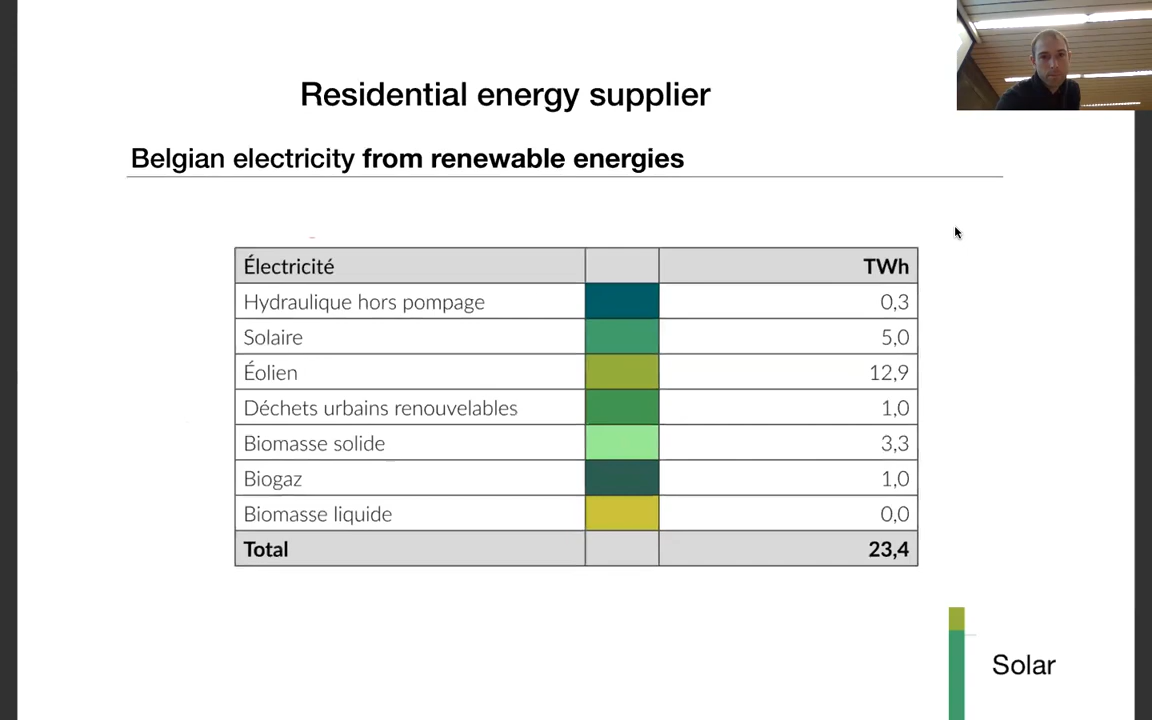 Residential energy supplier
Belgian electricity from renewable energies
Électricité TWh
Hydraulique hors pompage 0,3
Solaire 5,0
Éolien 12,9
Déchets urbains renouvelables 1,0
Biomasse solide 3,3
Biogaz 1,0
Biomasse liquide 0,0
Total 23,4
Solar